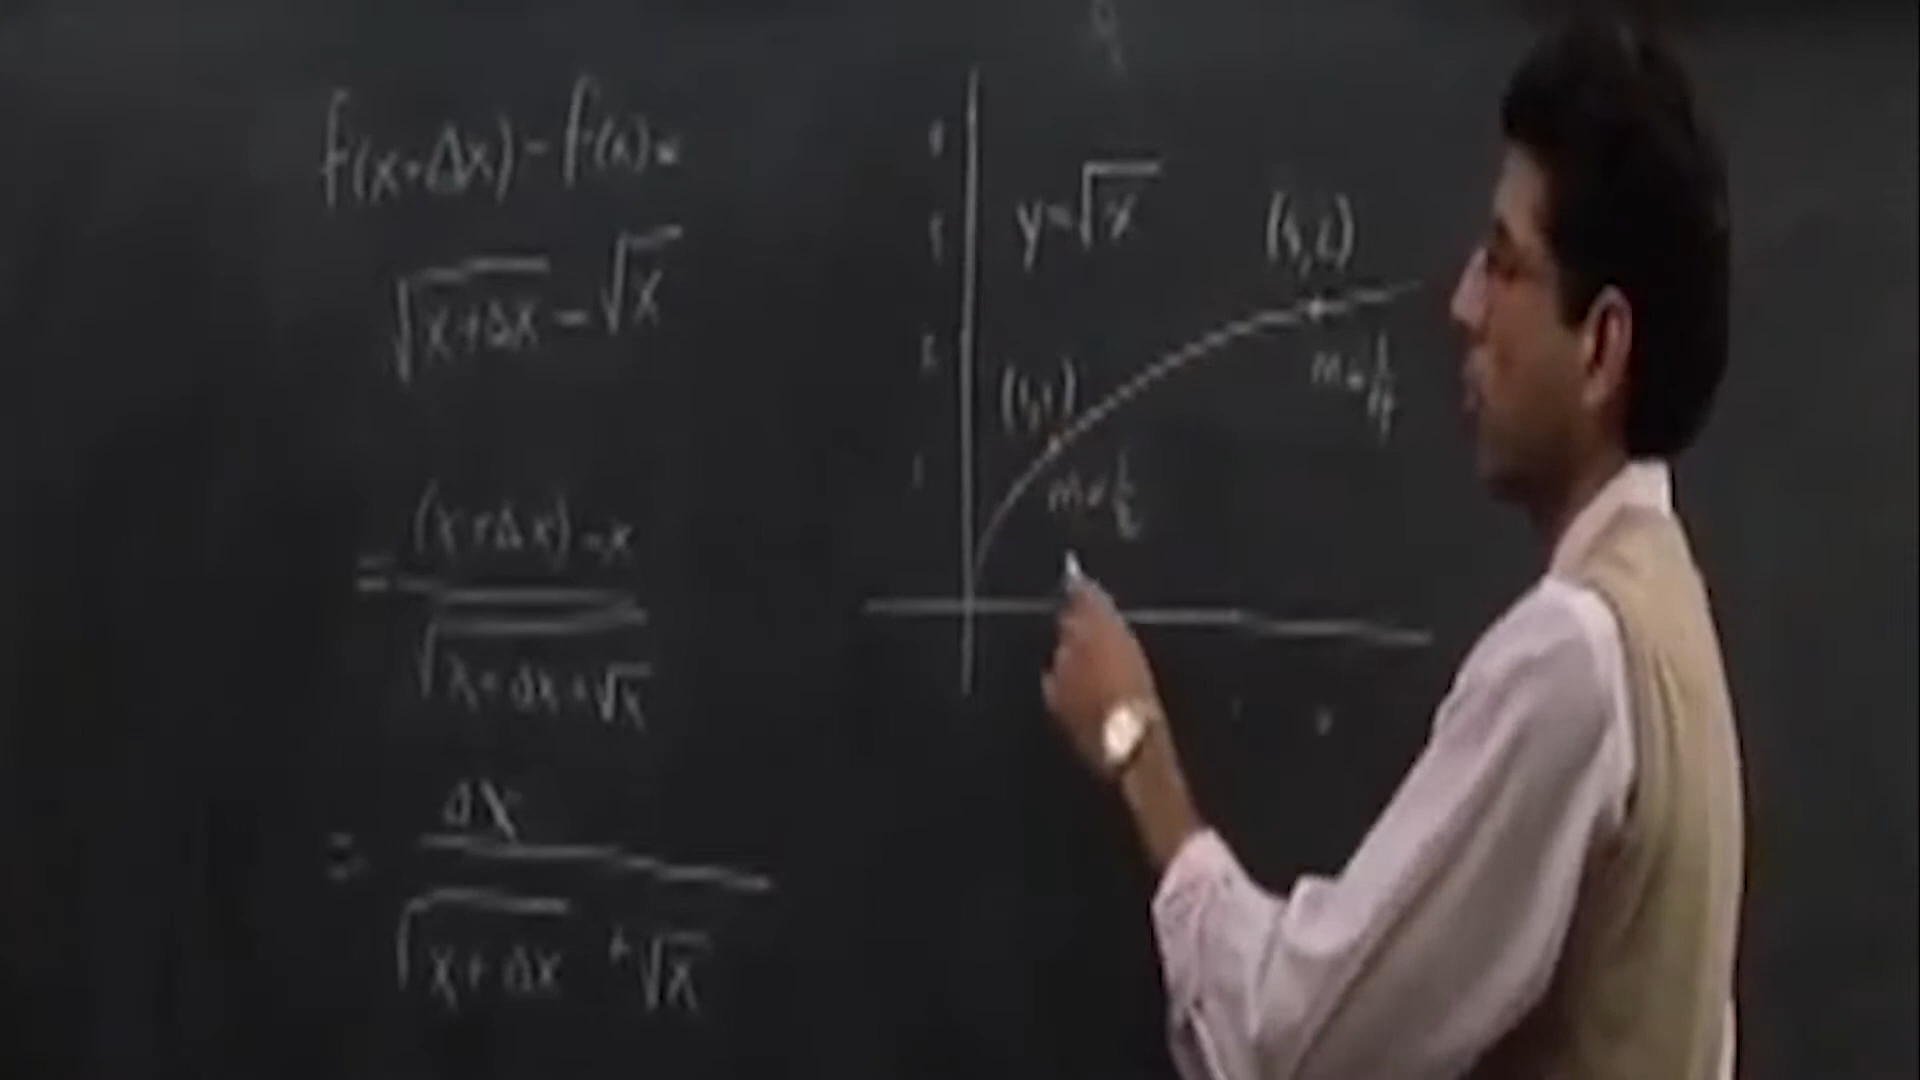 f(x+Δx) - f(x) =
√(x+Δx) - √x
= ((x+Δx) - x) / (√(x+Δx) + √x)
= Δx / (√(x+Δx) + √x)
y=√x
(4,2)
m=1/4
(1,1)
m=1/2